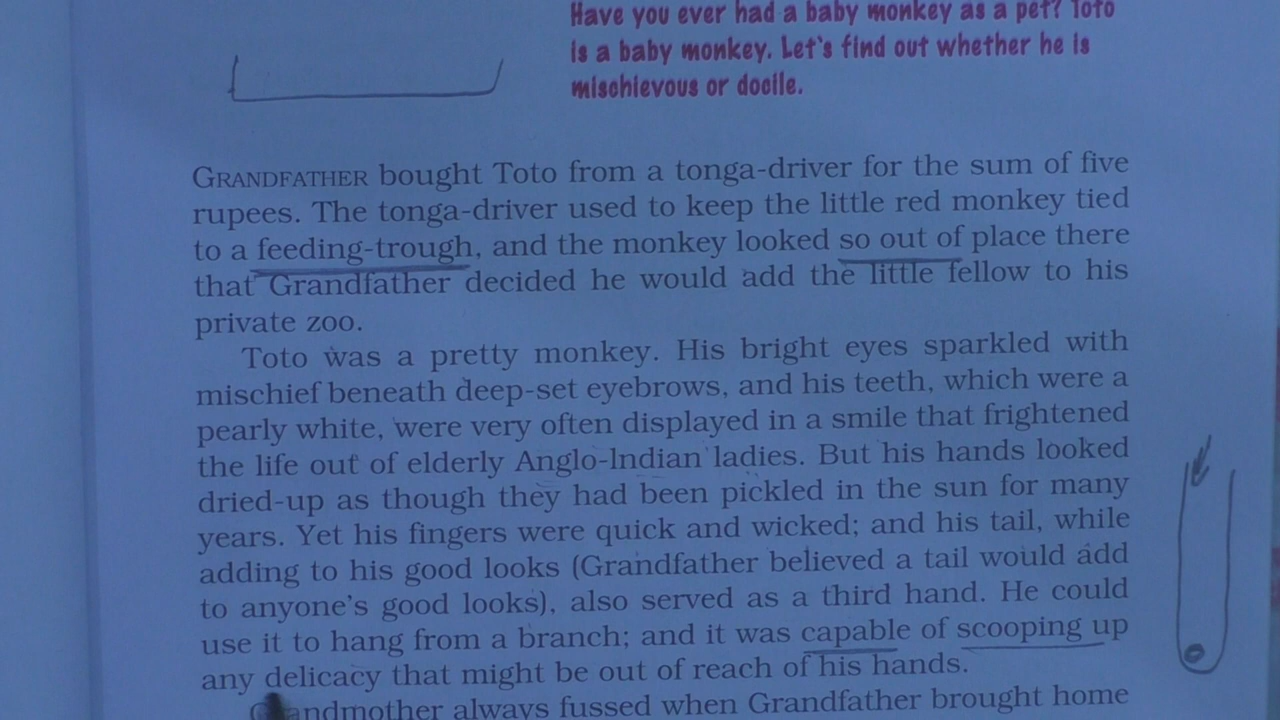 Have you ever had a baby monkey as a pet? Toto
is a baby monkey. Let's find out whether he is
mischievous or docile.
GRANDFATHER bought Toto from a tonga-driver for the sum of five
rupees. The tonga-driver used to keep the little red monkey tied
to a feeding-trough, and the monkey looked so out of place there
that Grandfather decided he would add the little fellow to his
private zoo.
Toto was a pretty monkey. His bright eyes sparkled with
mischief beneath deep-set eyebrows, and his teeth, which were a
pearly white, were very often displayed in a smile that frightened
the life out of elderly Anglo-Indian ladies. But his hands looked
dried-up as though they had been pickled in the sun for many
years. Yet his fingers were quick and wicked; and his tail, while
adding to his good looks (Grandfather believed a tail would add
to anyone's good looks), also served as a third hand. He could
use it to hang from a branch; and it was capable of scooping up
any delicacy that might be out of reach of his hands.
Grandmother always fussed when Grandfather brought home